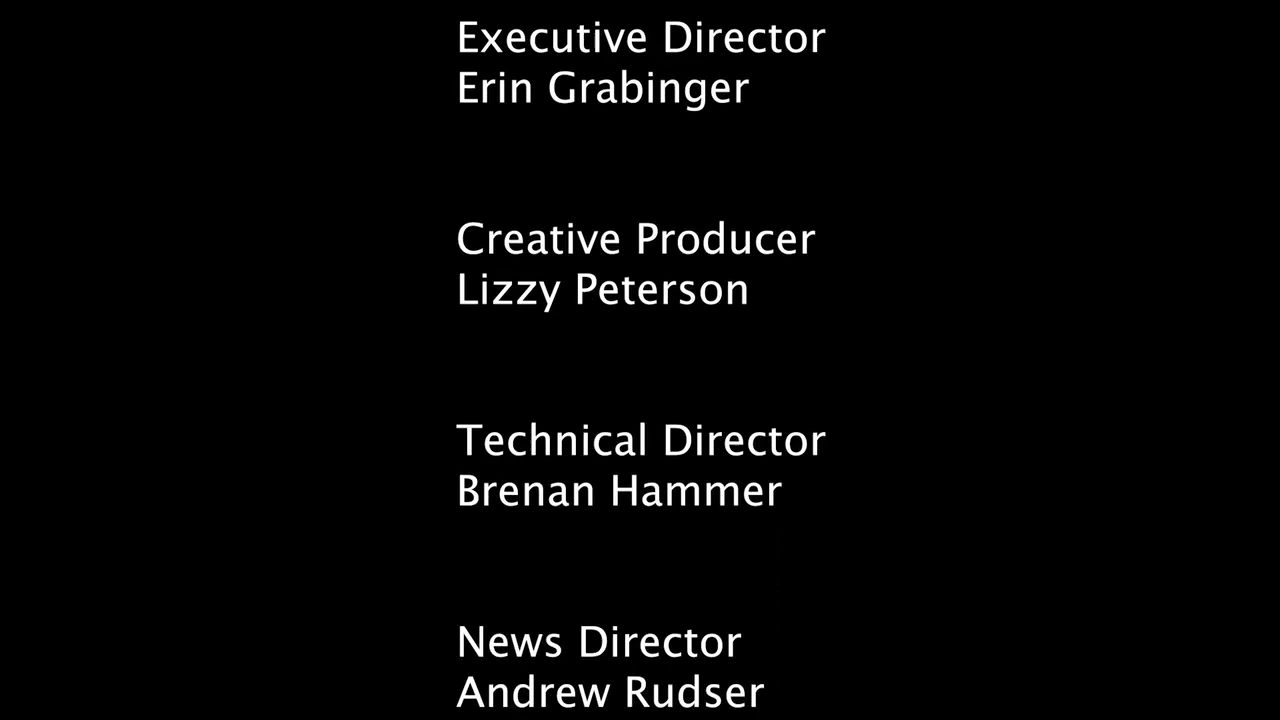 Executive Director
Erin Grabinger
Creative Producer
Lizzy Peterson
Technical Director
Brenan Hammer
News Director
Andrew Rudser